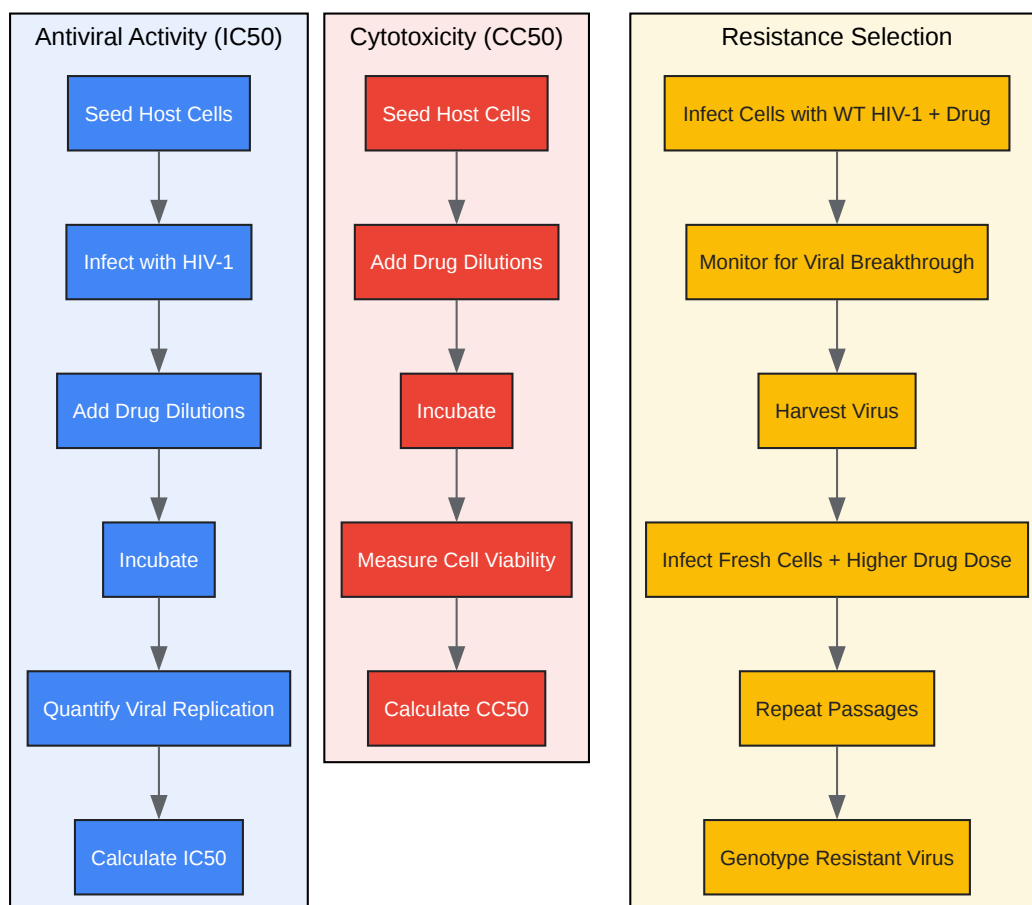 Antiviral Activity (IC50)
Seed Host Cells
Infect with HIV-1
Add Drug Dilutions
Incubate
Quantify Viral Replication
Calculate IC50
Cytotoxicity (CC50)
Seed Host Cells
Add Drug Dilutions
Incubate
Measure Cell Viability
Calculate CC50
Resistance Selection
Infect Cells with WT HIV-1 + Drug
Monitor for Viral Breakthrough
Harvest Virus
Infect Fresh Cells + Higher Drug Dose
Repeat Passages
Genotype Resistant Virus